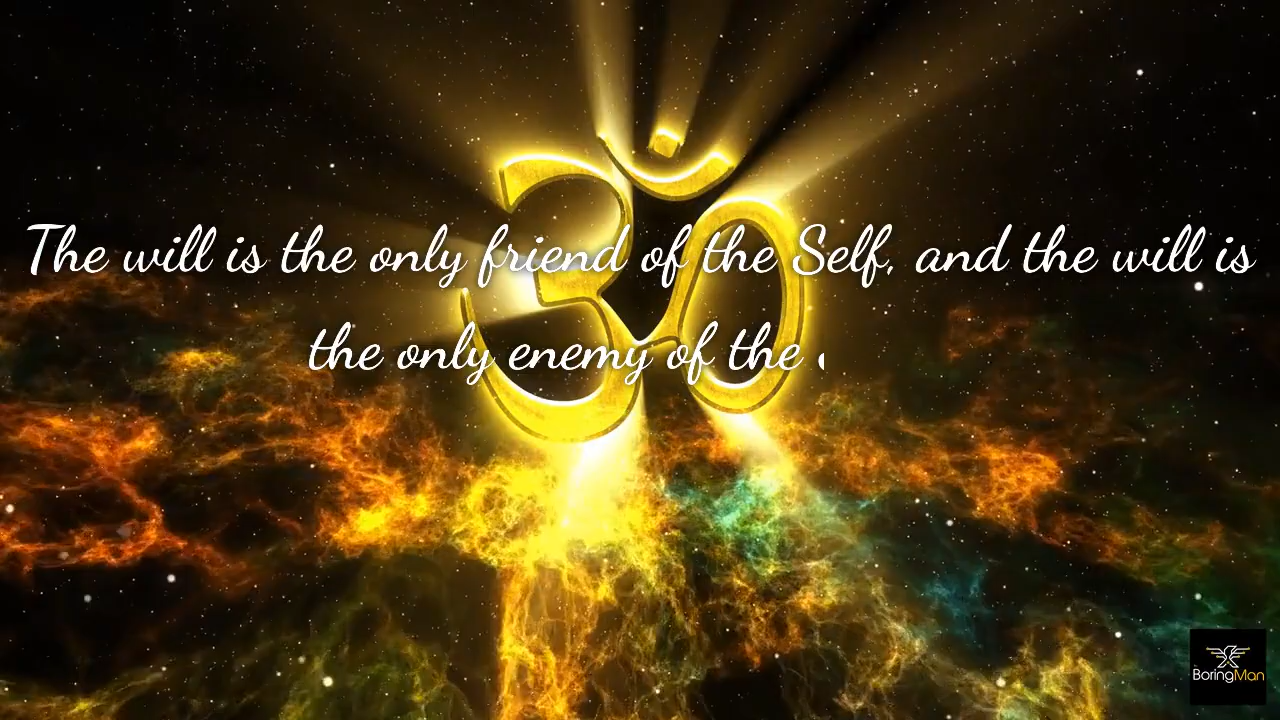 The will is the only friend of the Self, and the will is
the only enemy of the
BoringMan